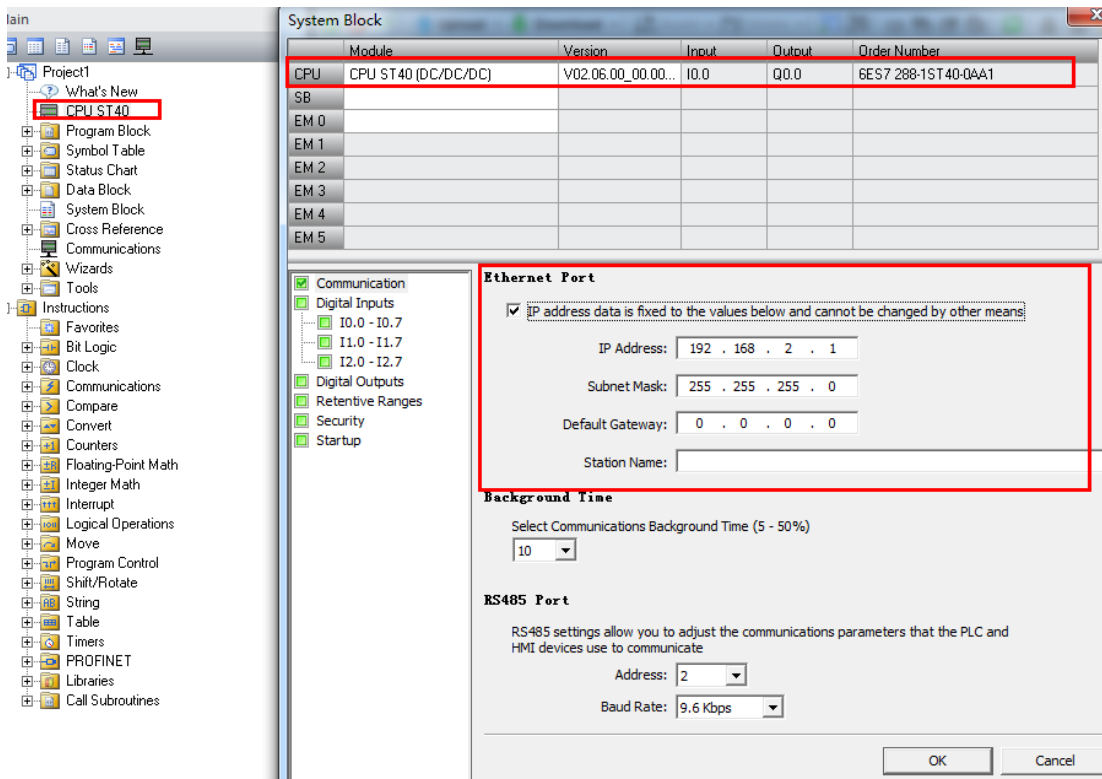 lain
System Block
Module Version Input Output Order Number
CPU CPU ST40 (DC/DC/DC) V02.06.00_00.00... I0.0 Q0.0 6ES7 288-1ST40-0AA1
SB
EM 0
EM 1
EM 2
EM 3
EM 4
EM 5
Project1
What's New
CPU ST40
Program Block
Symbol Table
Status Chart
Data Block
System Block
Cross Reference
Communications
Wizards
Tools
Instructions
Favorites
Bit Logic
Clock
Communications
Compare
Convert
Counters
Floating-Point Math
Integer Math
Interrupt
Logical Operations
Move
Program Control
Shift/Rotate
String
Table
Timers
PROFINET
Libraries
Call Subroutines
Communication
Digital Inputs
I0.0 - I0.7
I1.0 - I1.7
I2.0 - I2.7
Digital Outputs
Retentive Ranges
Security
Startup
Ethernet Port
IP address data is fixed to the values below and cannot be changed by other means
IP Address: 192 . 168 . 2 . 1
Subnet Mask: 255 . 255 . 255 . 0
Default Gateway: 0 . 0 . 0 . 0
Station Name:
Background Time
Select Communications Background Time (5 - 50%)
10
RS485 Port
RS485 settings allow you to adjust the communications parameters that the PLC and
HMI devices use to communicate
Address: 2
Baud Rate: 9.6 Kbps
OK Cancel